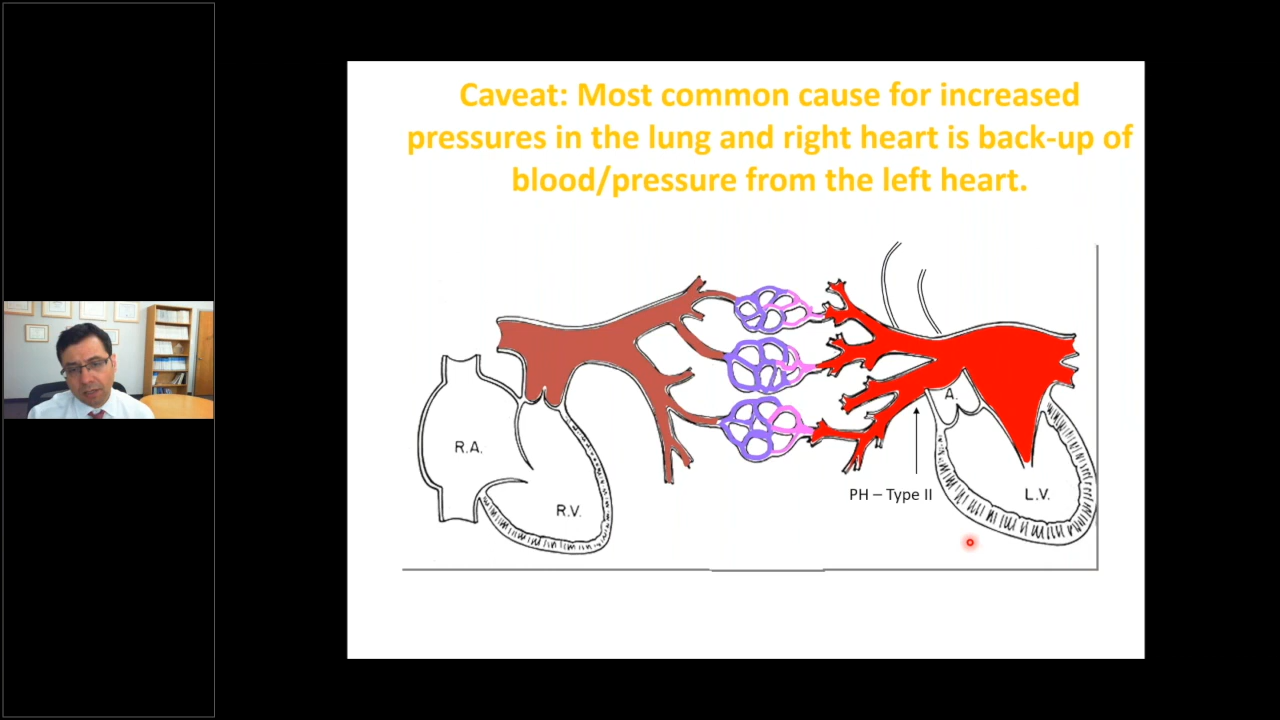 Caveat: Most common cause for increased
pressures in the lung and right heart is back-up of
blood/pressure from the left heart.
A.
R.A.
PH – Type II
L.V.
R.V.